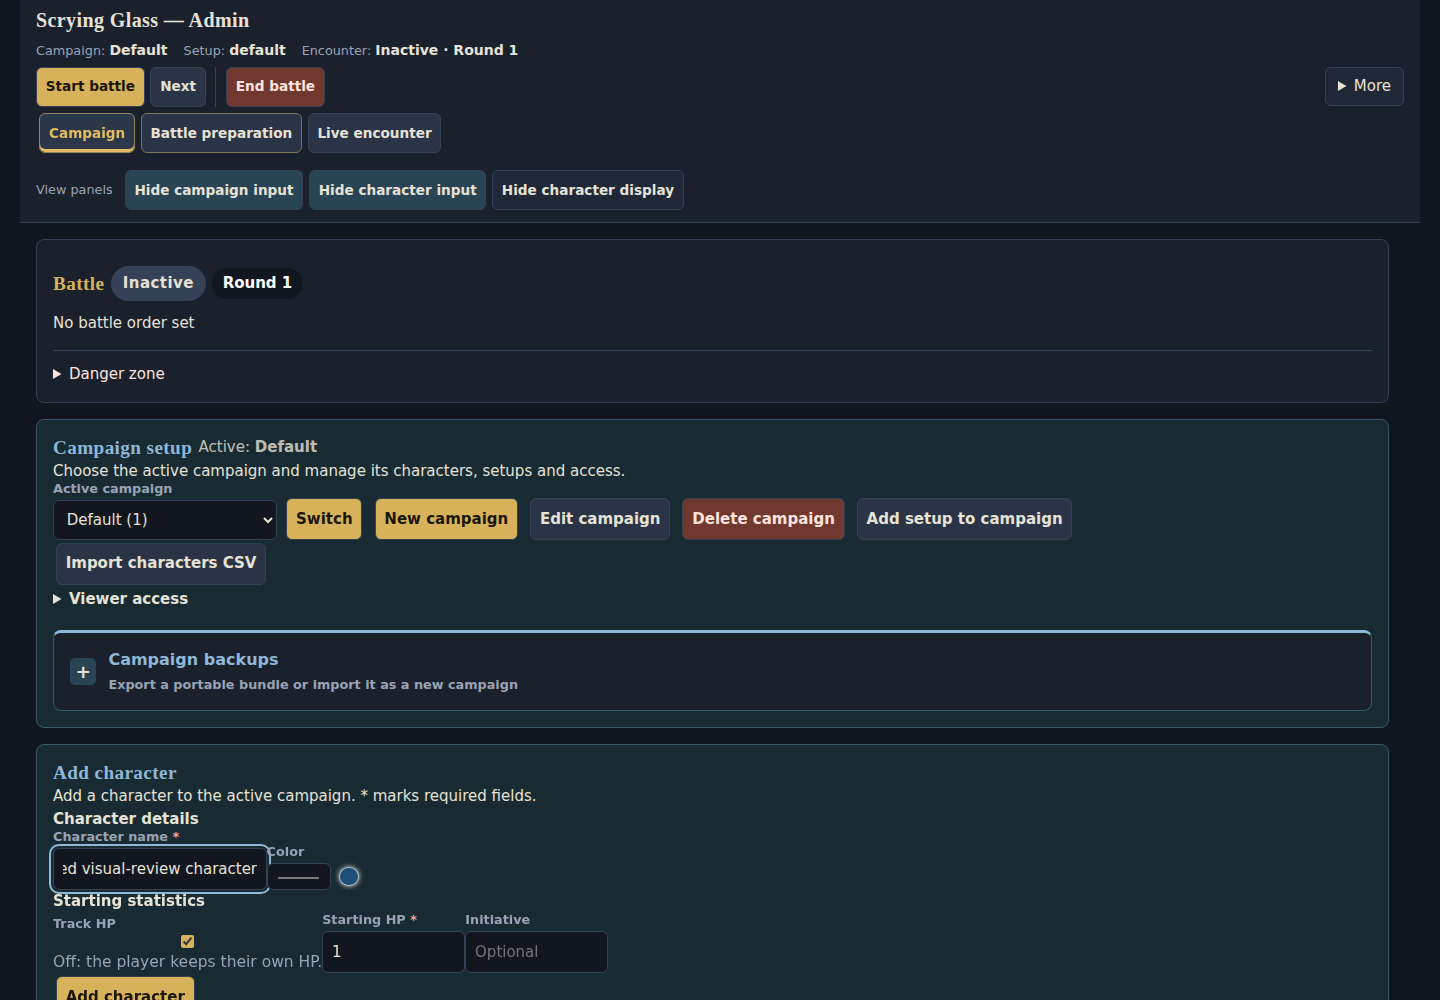 Scrying Glass — Admin
Campaign: Default Setup: default Encounter: Inactive · Round 1
Start battle Next End battle More
Campaign Battle preparation Live encounter
View panels Hide campaign input Hide character input Hide character display
Battle Inactive Round 1
No battle order set
Danger zone
Campaign setup Active: Default
Choose the active campaign and manage its characters, setups and access.
Active campaign
Default (1) Switch New campaign Edit campaign Delete campaign Add setup to campaign
Import characters CSV
Viewer access
+ Campaign backups
Export a portable bundle or import it as a new campaign
Add character
Add a character to the active campaign. * marks required fields.
Character details
Character name *
Color
ed visual-review character
Starting statistics
Track HP Starting HP * Initiative
1 Optional
Off: the player keeps their own HP.
Add character